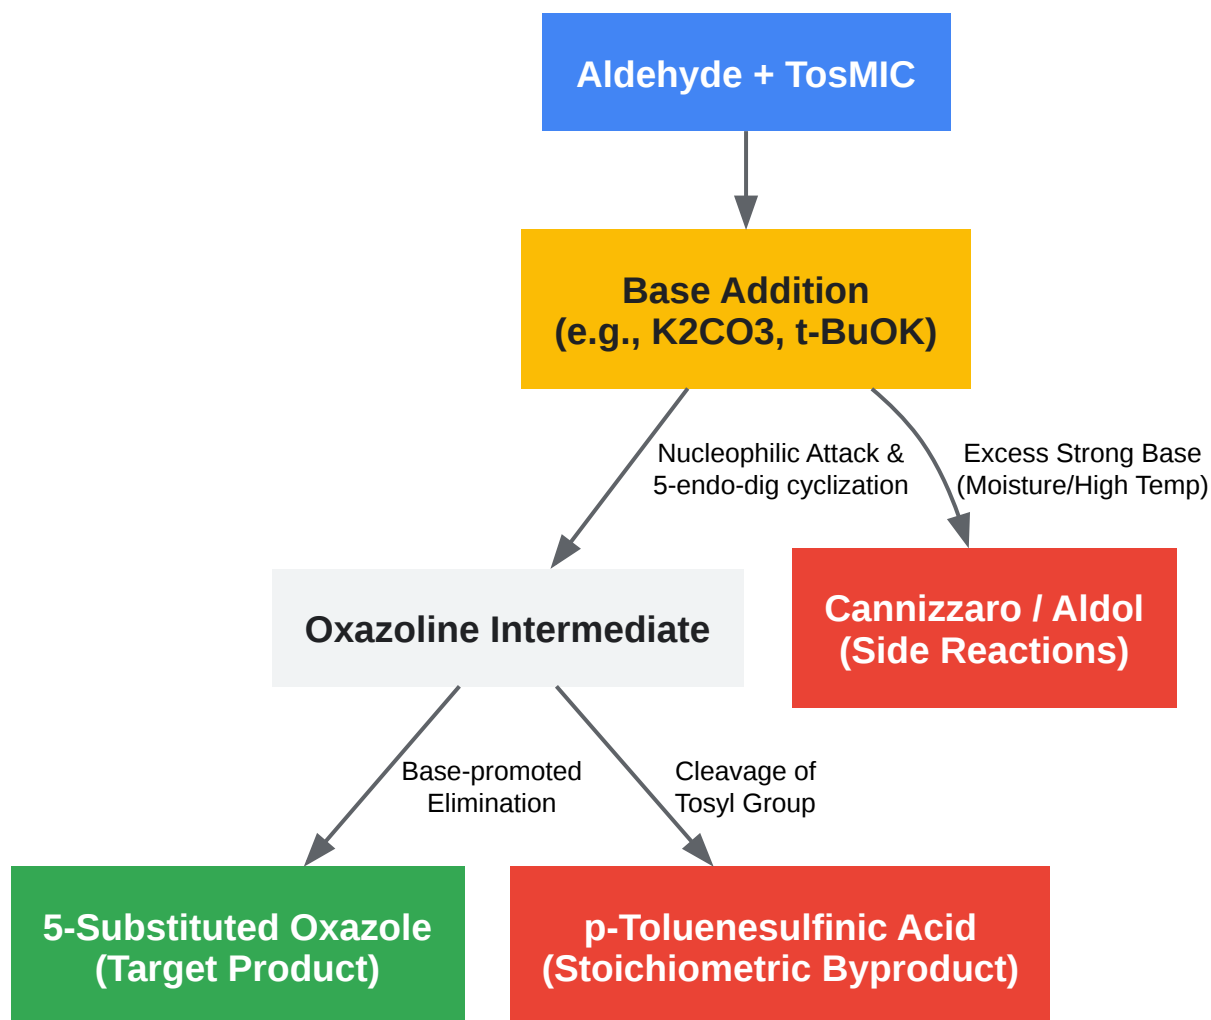 Aldehyde + TosMIC
Base Addition
(e.g., K2CO3, t-BuOK)
Nucleophilic Attack &
5-endo-dig cyclization
Excess Strong Base
(Moisture/High Temp)
Oxazoline Intermediate
Cannizzaro / Aldol
(Side Reactions)
Base-promoted
Elimination
Cleavage of
Tosyl Group
5-Substituted Oxazole
(Target Product)
p-Toluenesulfinic Acid
(Stoichiometric Byproduct)